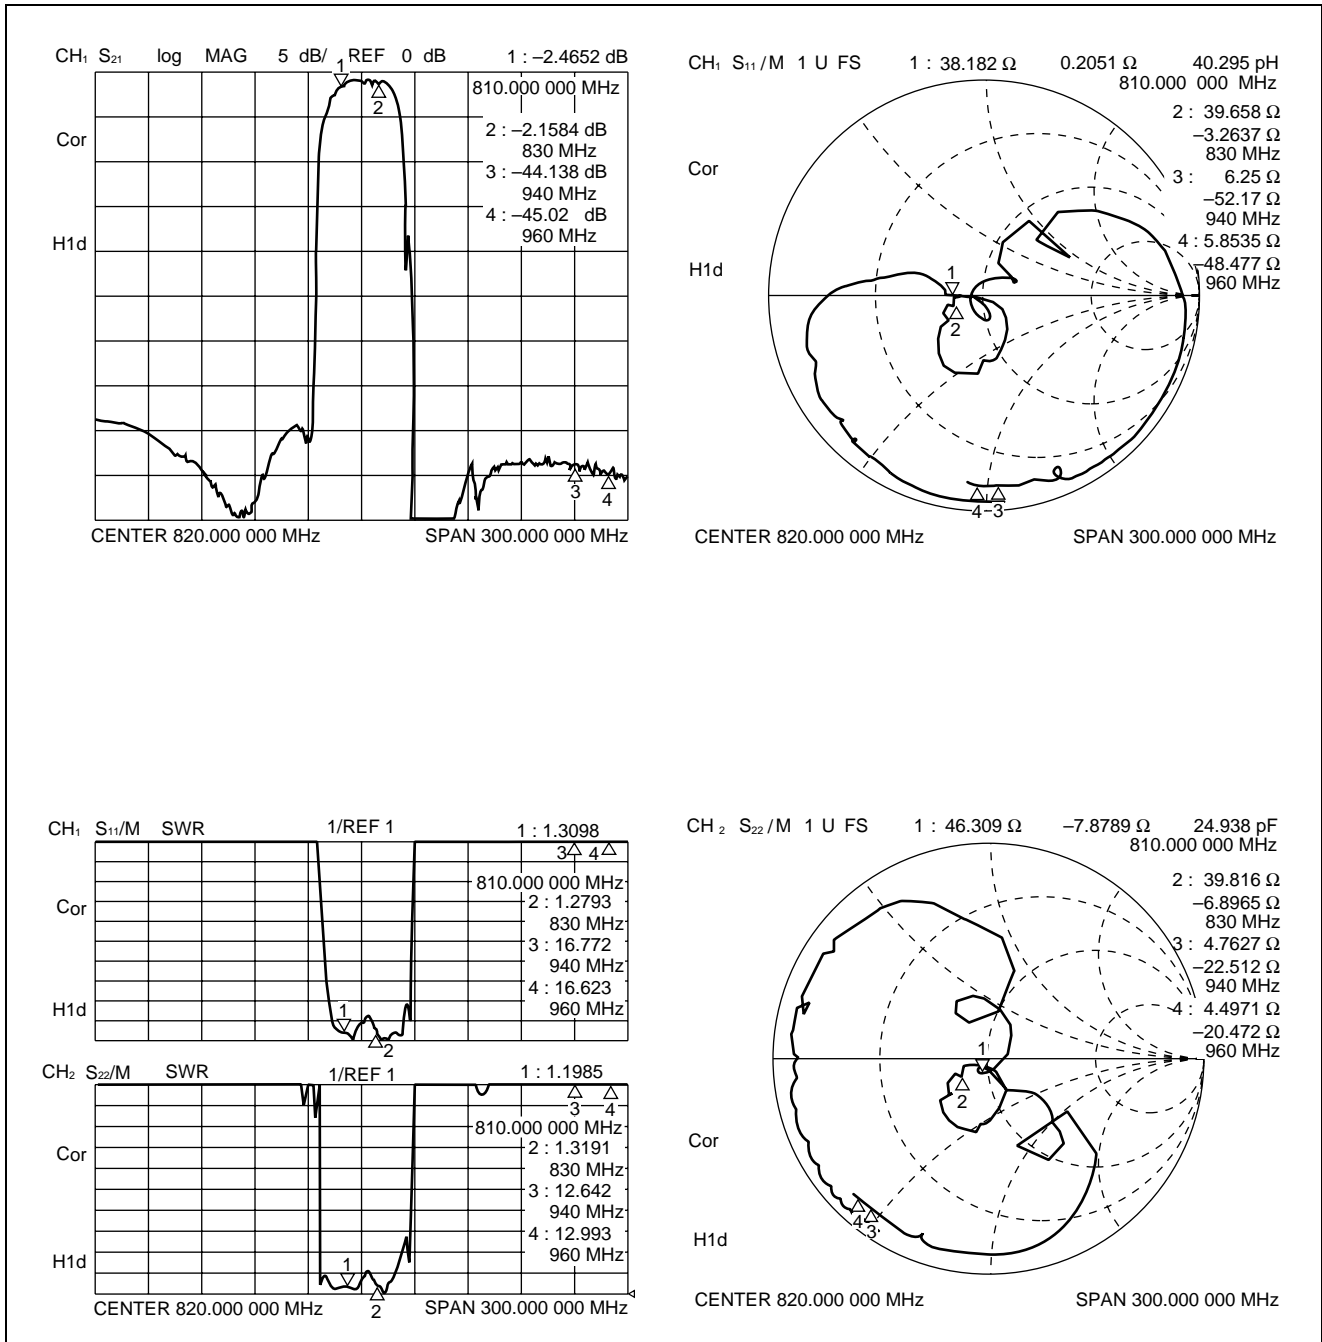 CH1 S21 log MAG 5 dB/ REF 0 dB 1 : –2.4652 dB
810.000 000 MHz
1
2
Cor
2 : –2.1584 dB
830 MHz
3 : –44.138 dB
940 MHz
4 : –45.02 dB
960 MHz
H1d
3
4
CENTER 820.000 000 MHz SPAN 300.000 000 MHz
CH1 S11 /M 1 U FS 1 : 38.182 Ω 0.2051 Ω 40.295 pH
810.000 000 MHz
2 : 39.658 Ω
–3.2637 Ω
830 MHz
Cor
3 : 6.25 Ω
–52.17 Ω
940 MHz
4 : 5.8535 Ω
–48.477 Ω
960 MHz
H1d
1
2
4 3
CENTER 820.000 000 MHz SPAN 300.000 000 MHz
CH1 S11/M SWR 1/REF 1 1 : 1.3098
3 4
810.000 000 MHz
Cor
2 : 1.2793
830 MHz
3 : 16.772
940 MHz
4 : 16.623
960 MHz
H1d
1
2
CH2 S22/M SWR 1/REF 1 1 : 1.1985
3 4
810.000 000 MHz
Cor
2 : 1.3191
830 MHz
3 : 12.642
940 MHz
4 : 12.993
960 MHz
H1d
1
2
CENTER 820.000 000 MHz SPAN 300.000 000 MHz
CH 2 S22 /M 1 U FS 1 : 46.309 Ω –7.8789 Ω 24.938 pF
810.000 000 MHz
2 : 39.816 Ω
–6.8965 Ω
830 MHz
3 : 4.7627 Ω
–22.512 Ω
940 MHz
4 : 4.4971 Ω
–20.472 Ω
960 MHz
1
2
Cor
4
3
H1d
CENTER 820.000 000 MHz SPAN 300.000 000 MHz